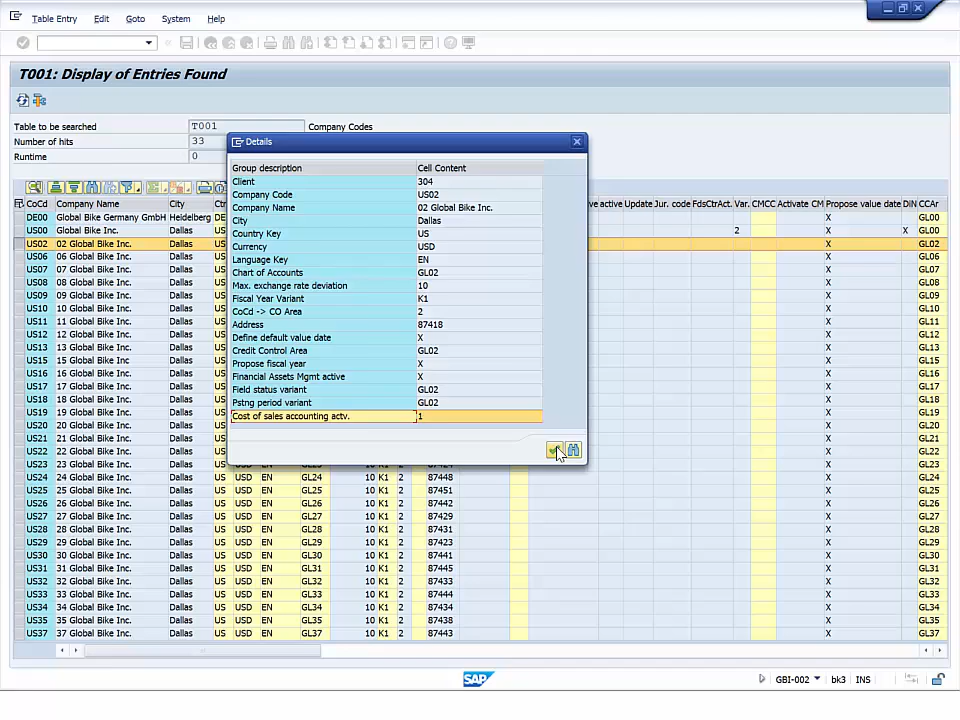 Table Entry Edit Goto System Help
T001: Display of Entries Found
Table to be searched T001 Company Codes
Number of hits 33
Runtime 0
Details
Group description Cell Content
Client 304
Company Code US02
Company Name 02 Global Bike Inc.
City Dallas
Country Key US
Currency USD
Language Key EN
Chart of Accounts GL02
Max. exchange rate deviation 10
Fiscal Year Variant K1
CoCd -> CO Area 2
Address 87418
Define default value date X
Credit Control Area GL02
Propose fiscal year X
Financial Assets Mgmt active X
Field status variant GL02
Pstng period variant GL02
Cost of sales accounting actv. 1
CoCd Company Name City active Update Jur. code FdsCtrAct. Var. CMCC Activate CM Propose value date DIN CCAr
DE00 Global Bike Germany GmbH Heidelberg X GL00
US00 Global Bike Inc. Dallas 2 X X GL00
US02 02 Global Bike Inc. Dallas X GL02
US06 06 Global Bike Inc. Dallas X GL06
US07 07 Global Bike Inc. Dallas X GL07
US08 08 Global Bike Inc. Dallas X GL08
US09 09 Global Bike Inc. Dallas X GL09
US10 10 Global Bike Inc. Dallas X GL10
US11 11 Global Bike Inc. Dallas X GL11
US12 12 Global Bike Inc. Dallas X GL12
US13 13 Global Bike Inc. Dallas X GL13
US15 15 Global Bike Inc Dallas X GL15
US16 16 Global Bike Inc. Dallas X GL16
US17 17 Global Bike Inc. Dallas X GL17
US18 18 Global Bike Inc. Dallas X GL18
US19 19 Global Bike Inc. Dallas X GL19
US20 20 Global Bike Inc. Dallas X GL20
US21 21 Global Bike Inc. Dallas X GL21
US22 22 Global Bike Inc. Dallas X GL22
US23 23 Global Bike Inc. Dallas X GL23
US24 24 Global Bike Inc. Dallas US USD EN GL24 10 K1 2 87448 X GL24
US25 25 Global Bike Inc. Dallas US USD EN GL25 10 K1 2 87451 X GL25
US26 26 Global Bike Inc. Dallas US USD EN GL26 10 K1 2 87442 X GL26
US27 27 Global Bike Inc. Dallas US USD EN GL27 10 K1 2 87429 X GL27
US28 28 Global Bike Inc. Dallas US USD EN GL28 10 K1 2 87431 X GL28
US29 29 Global Bike Inc. Dallas US USD EN GL29 10 K1 2 87423 X GL29
US30 30 Global Bike Inc. Dallas US USD EN GL30 10 K1 2 87441 X GL30
US31 31 Global Bike Inc. Dallas US USD EN GL31 10 K1 2 87445 X GL31
US32 32 Global Bike Inc. Dallas US USD EN GL32 10 K1 2 87433 X GL32
US33 33 Global Bike Inc. Dallas US USD EN GL33 10 K1 2 87444 X GL33
US34 34 Global Bike Inc. Dallas US USD EN GL34 10 K1 2 87434 X GL34
US35 35 Global Bike Inc. Dallas US USD EN GL35 10 K1 2 87438 X GL35
US37 37 Global Bike Inc. Dallas US USD EN GL37 10 K1 2 87443 X GL37
SAP GBI-002 bk3 INS